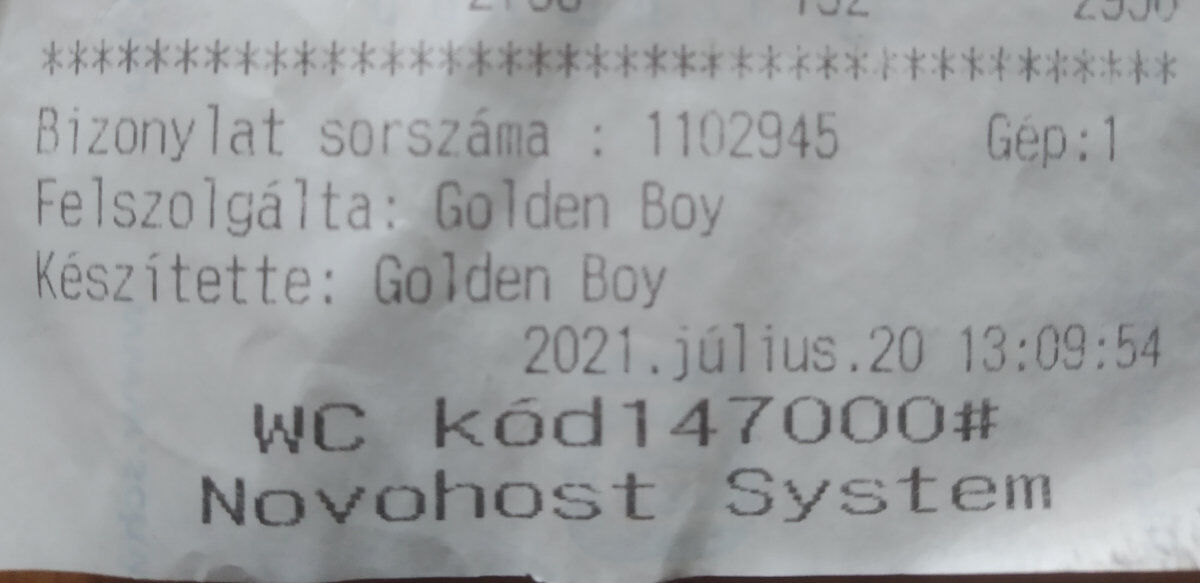 ***************************************
Bizonylat sorszáma : 1102945 Gép:1
Felszolgálta: Golden Boy
Készítette: Golden Boy
2021.július.20 13:09:54
WC kód147000#
Novohost System